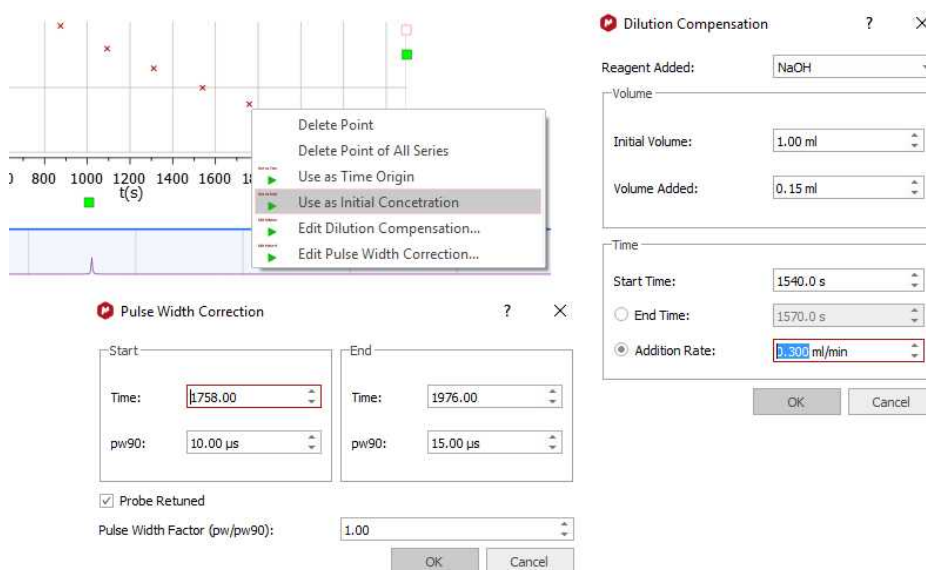 Dilution Compensation ? ×
Reagent Added: NaOH
Volume
Initial Volume: 1.00 ml
Volume Added: 0.15 ml
Time
Start Time: 1540.0 s
End Time: 1570.0 s
Addition Rate: 0.300 ml/min
OK Cancel
Delete Point
Delete Point of All Series
Use as Time Origin
Use as Initial Concetration
Edit Dilution Compensation...
Edit Pulse Width Correction...
800 1000 1200 1400 1600
t(s)
Pulse Width Correction ? ×
Start End
Time: 1758.00 Time: 1976.00
pw90: 10.00 µs pw90: 15.00 µs
Probe Retuned
Pulse Width Factor (pw/pw90): 1.00
OK Cancel